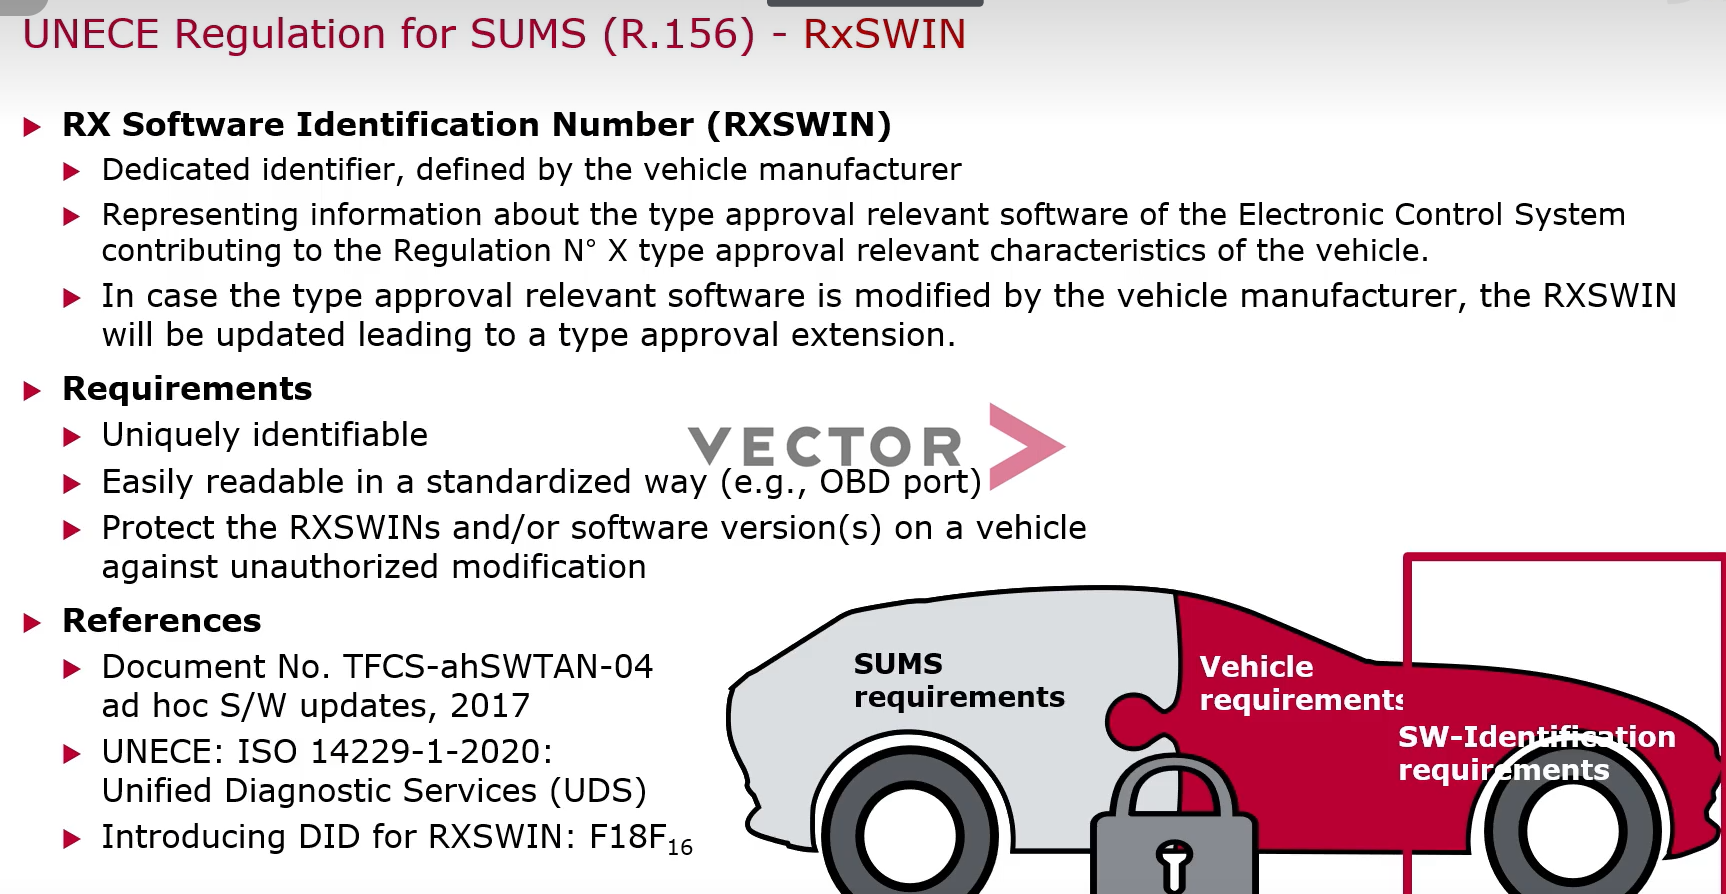 UNECE Regulation for SUMS (R.156) - RxSWIN
RX Software Identification Number (RXSWIN)
Dedicated identifier, defined by the vehicle manufacturer
Representing information about the type approval relevant software of the Electronic Control System
contributing to the Regulation N° X type approval relevant characteristics of the vehicle.
In case the type approval relevant software is modified by the vehicle manufacturer, the RXSWIN
will be updated leading to a type approval extension.
Requirements
Uniquely identifiable
VECTOR
Easily readable in a standardized way (e.g., OBD port)
Protect the RXSWINs and/or software version(s) on a vehicle
against unauthorized modification
References
Document No. TFCS-ahSWTAN-04
ad hoc S/W updates, 2017
UNECE: ISO 14229-1-2020:
Unified Diagnostic Services (UDS)
Introducing DID for RXSWIN: F18F16
SUMS
requirements
Vehicle
requirements
SW-Identification
requirements